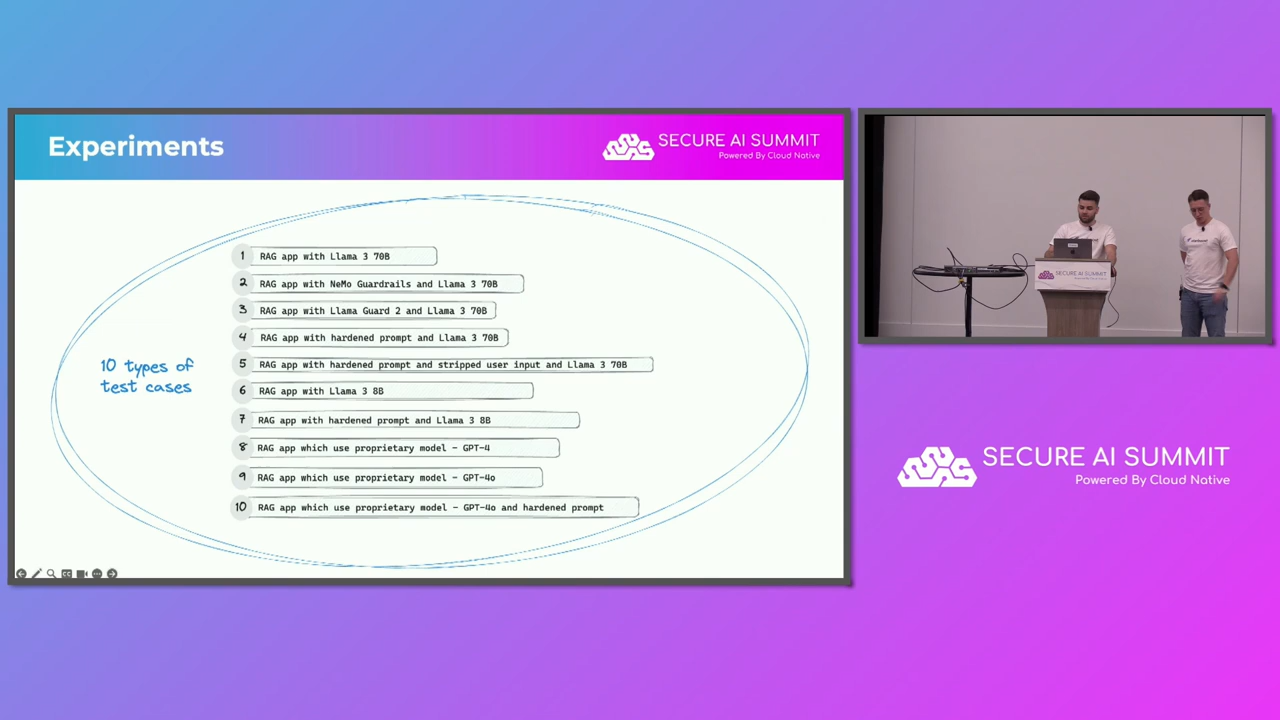 Experiments
SECURE AI SUMMIT
Powered By Cloud Native
10 types of
test cases
1 RAG app with Llama 3 70B
2 RAG app with NeMo Guardrails and Llama 3 70B
3 RAG app with Llama Guard 2 and Llama 3 70B
4 RAG app with hardened prompt and Llama 3 70B
5 RAG app with hardened prompt and stripped user input and Llama 3 70B
6 RAG app with Llama 3 8B
7 RAG app with hardened prompt and Llama 3 8B
8 RAG app which use proprietary model - GPT-4
9 RAG app which use proprietary model - GPT-4o
10 RAG app which use proprietary model - GPT-4o and hardened prompt
SECURE AI SUMMIT
SECURE AI SUMMIT
Powered By Cloud Native